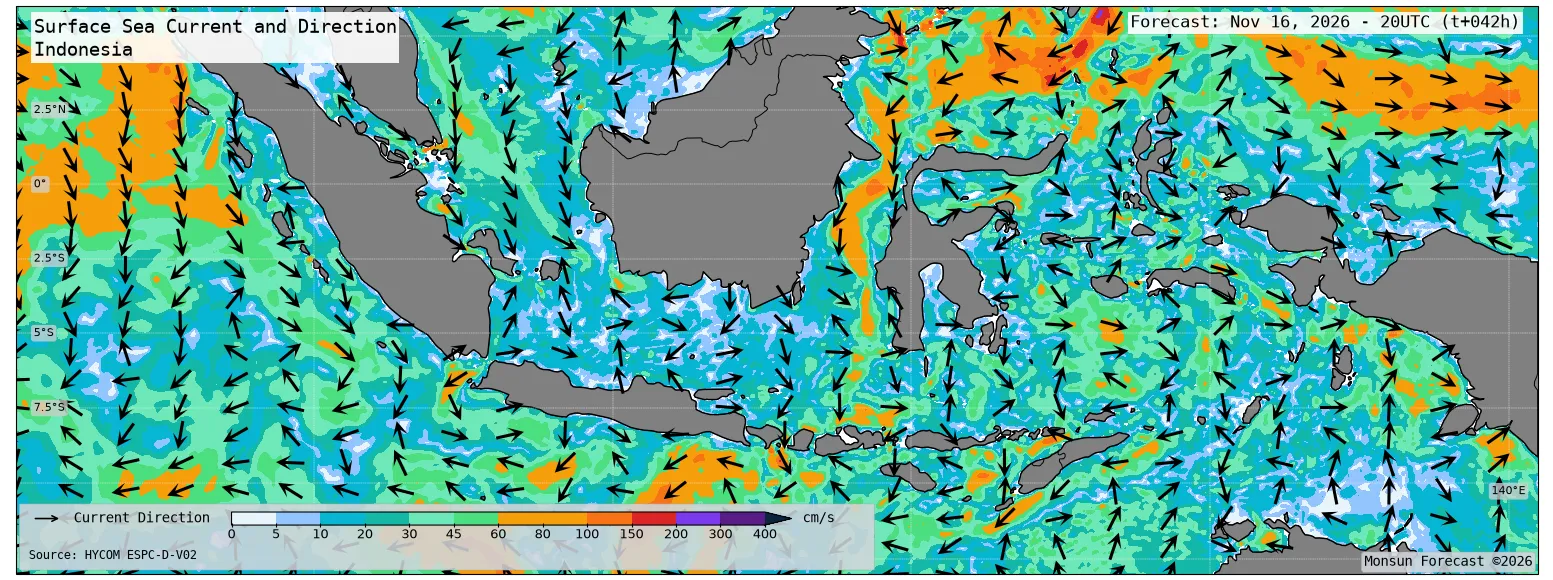 Surface Sea Current and Direction
Indonesia
Forecast: Nov 16, 2026 - 20UTC (t+042h)
2.5°N
0°
2.5°S
5°S
7.5°S
140°E
Current Direction
0 5 10 20 30 45 60 80 100 150 200 300 400 cm/s
Source: HYCOM ESPC-D-V02
Monsun Forecast ©2026